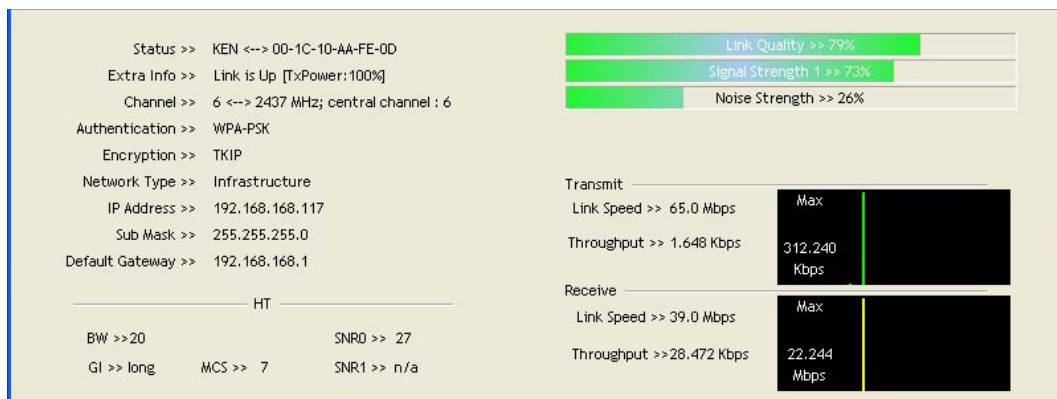 Status >> KEN <--> 00-1C-10-AA-FE-0D
Extra Info >> Link is Up [TxPower:100%]
Channel >> 6 <--> 2437 MHz; central channel : 6
Authentication >> WPA-PSK
Encryption >> TKIP
Network Type >> Infrastructure
IP Address >> 192.168.168.117
Sub Mask >> 255.255.255.0
Default Gateway >> 192.168.168.1
HT
BW >>20 SNR0 >> 27
GI >> long MCS >> 7 SNR1 >> n/a
Link Quality >> 79%
Signal Strength 1 >> 73%
Noise Strength >> 26%
Transmit
Link Speed >> 65.0 Mbps
Throughput >> 1.648 Kbps
Max
312.240
Kbps
Receive
Link Speed >> 39.0 Mbps
Throughput >>28.472 Kbps
Max
22.244
Mbps